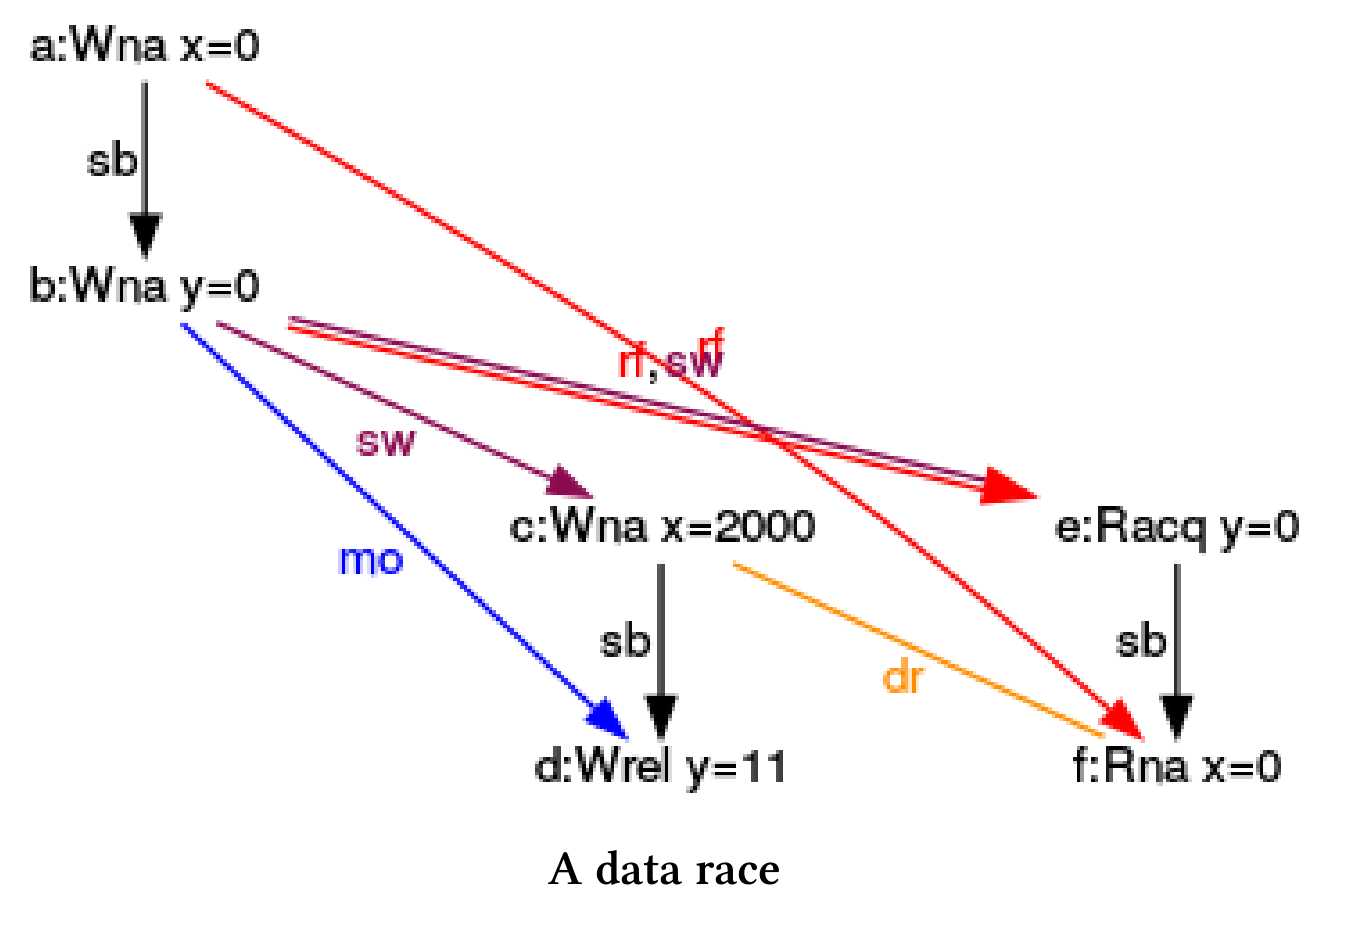 a:Wna x=0
sb
b:Wna y=0
rf
rf,sw
sw
c:Wna x=2000
e:Racq y=0
mo
sb
sb
dr
d:Wrel y=11
f:Rna x=0
A data race